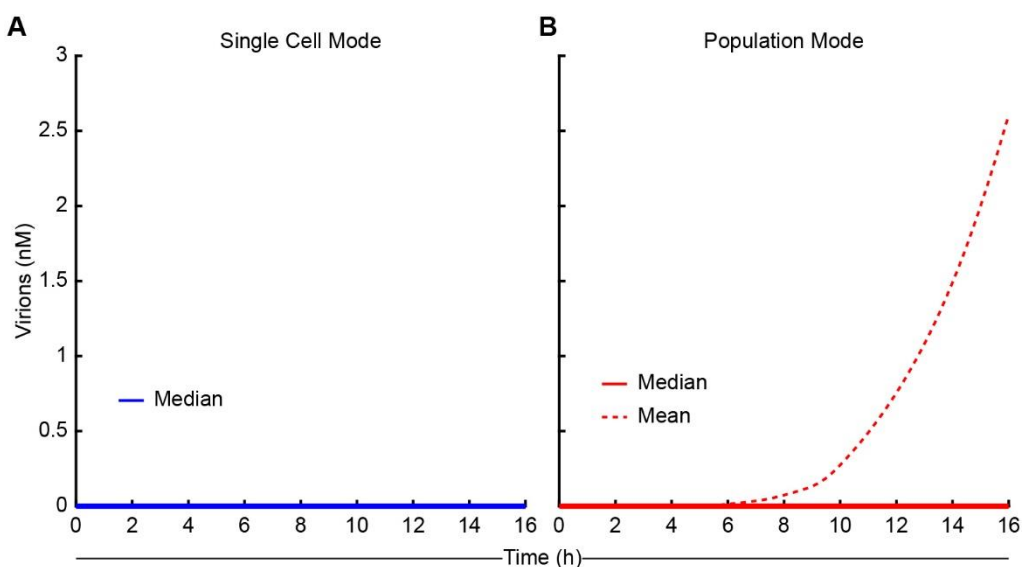 A
Single Cell Mode
3
2.5
2
1.5
1
0.5
0
Virions (nM)
Median
0 2 4 6 8 10 12 14 16
B
Population Mode
Median
Mean
0 2 4 6 8 10 12 14 16
Time (h)